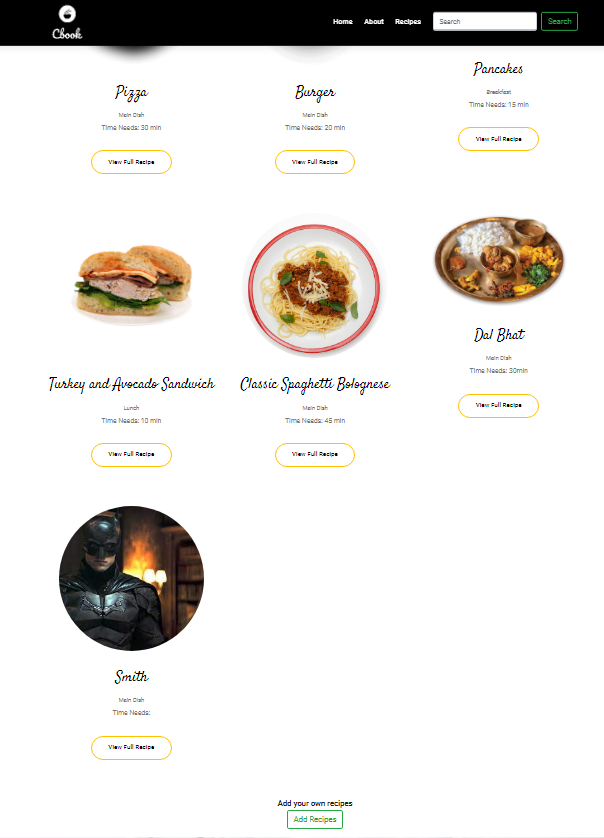 Cbook
Home About Recipes Search Search
Pizza
Main Dish
Time Needs: 30 min
View Full Recipe
Burger
Main Dish
Time Needs: 20 min
View Full Recipe
Pancakes
Breakfast
Time Needs: 15 min
View Full Recipe
Turkey and Avocado Sandwich
Lunch
Time Needs: 10 min
View Full Recipe
Classic Spaghetti Bolognese
Main Dish
Time Needs: 45 min
View Full Recipe
Dal Bhat
Main Dish
Time Needs: 30min
View Full Recipe
Smith
Main Dish
Time Needs:
View Full Recipe
Add your own recipes
Add Recipes